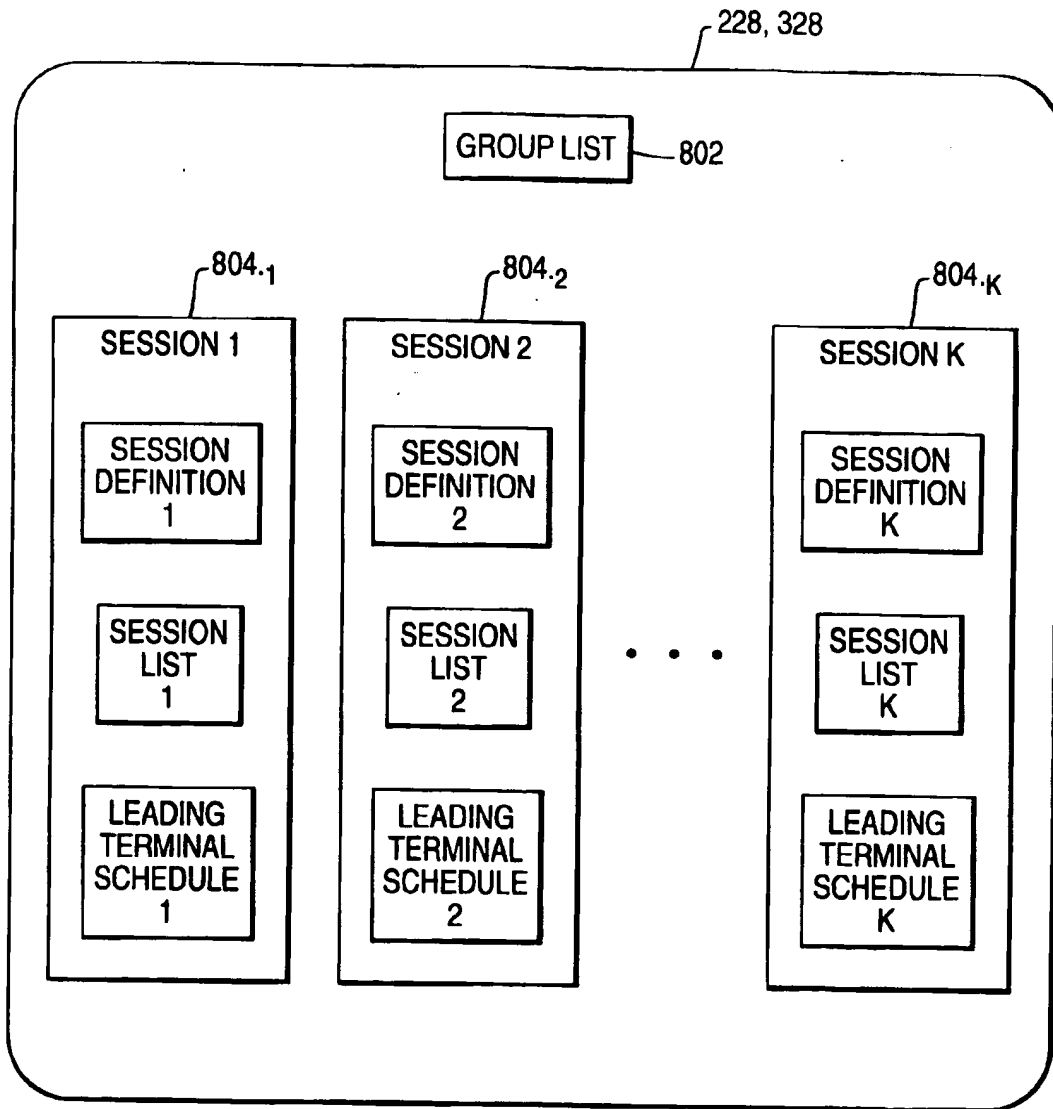 228, 328
GROUP LIST
802
804.1
804.2
804.K
SESSION 1
SESSION DEFINITION 1
SESSION LIST 1
LEADING TERMINAL SCHEDULE 1
SESSION 2
SESSION DEFINITION 2
SESSION LIST 2
LEADING TERMINAL SCHEDULE 2
• • •
SESSION K
SESSION DEFINITION K
SESSION LIST K
LEADING TERMINAL SCHEDULE K